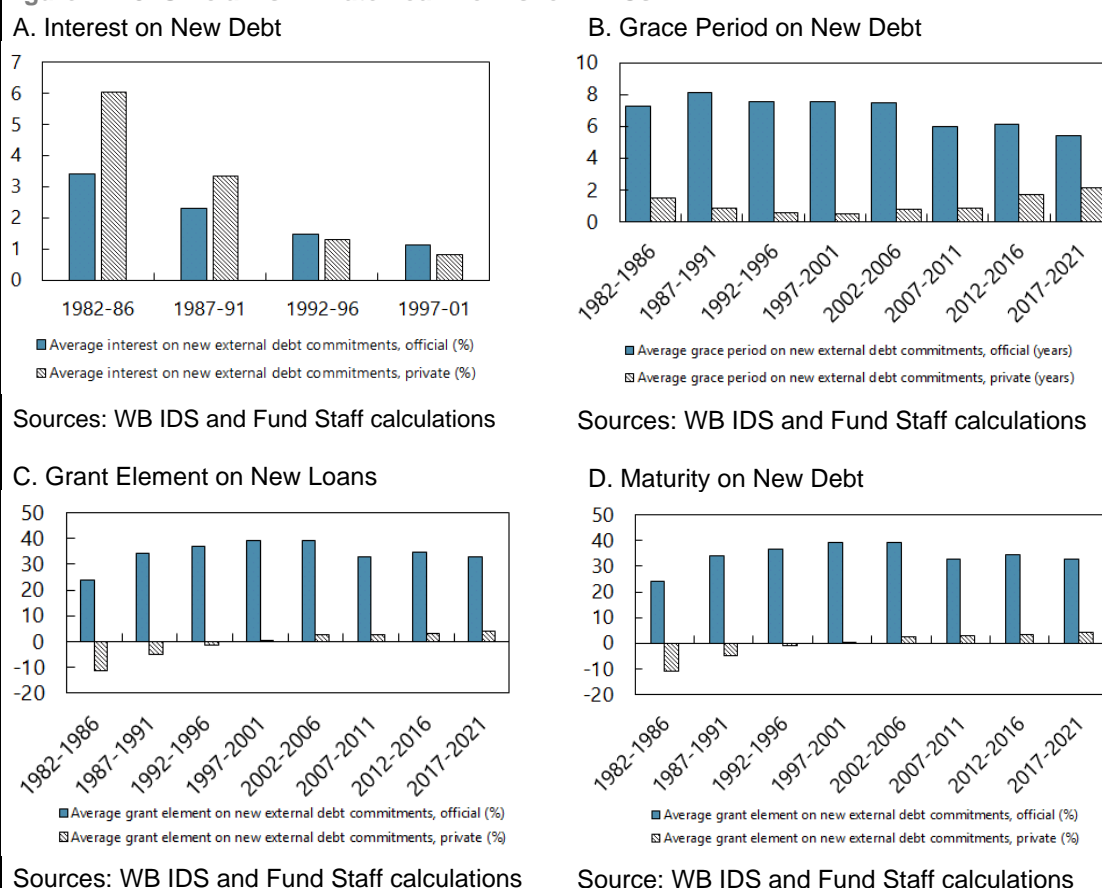 A. Interest on New Debt
7
6
5
4
3
2
1
0
1982-86 1987-91 1992-96 1997-01
Average interest on new external debt commitments, official (%)
Average interest on new external debt commitments, private (%)
Sources: WB IDS and Fund Staff calculations
B. Grace Period on New Debt
10
8
6
4
2
0
1982-1986 1987-1991 1992-1996 1997-2001 2002-2006 2007-2011 2012-2016 2017-2021
Average grace period on new external debt commitments, official (years)
Average grace period on new external debt commitments, private (years)
Sources: WB IDS and Fund Staff calculations
C. Grant Element on New Loans
50
40
30
20
10
0
-10
-20
1982-1986 1987-1991 1992-1996 1997-2001 2002-2006 2007-2011 2012-2016 2017-2021
Average grant element on new external debt commitments, official (%)
Average grant element on new external debt commitments, private (%)
Sources: WB IDS and Fund Staff calculations
D. Maturity on New Debt
50
40
30
20
10
0
-10
-20
1982-1986 1987-1991 1992-1996 1997-2001 2002-2006 2007-2011 2012-2016 2017-2021
Average grant element on new external debt commitments, official (%)
Average grant element on new external debt commitments, private (%)
Source: WB IDS and Fund Staff calculations